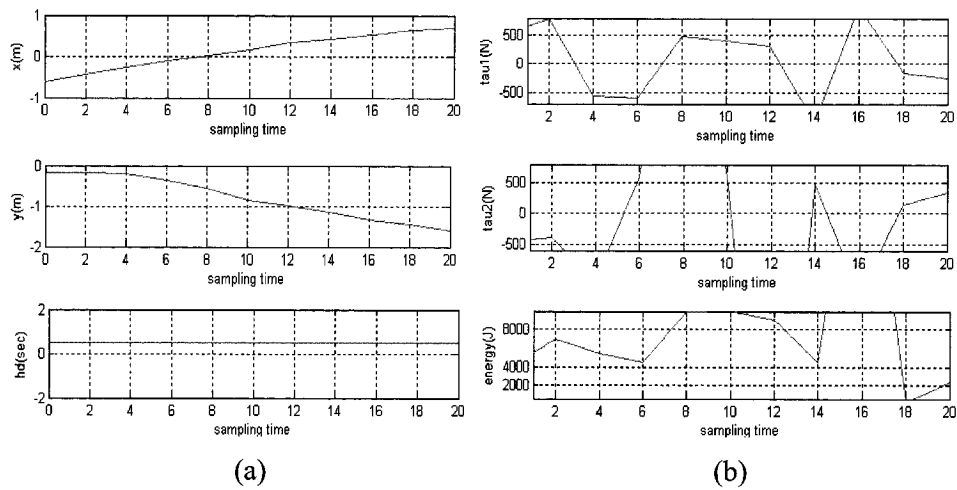 1
0
-1
x(m)
0 2 4 6 8 10 12 14 16 18 20
sampling time
0
-1
-2
y(m)
0 2 4 6 8 10 12 14 16 18 20
sampling time
2
0
-2
hd(sec)
0 2 4 6 8 10 12 14 16 18 20
sampling time
(a)
500
0
-500
tau1(N)
2 4 6 8 10 12 14 16 18 20
sampling time
500
0
-500
tau2(N)
2 4 6 8 10 12 14 16 18 20
sampling time
8000
4000
2000
energy(J)
2 4 6 8 10 12 14 16 18 20
sampling time
(b)